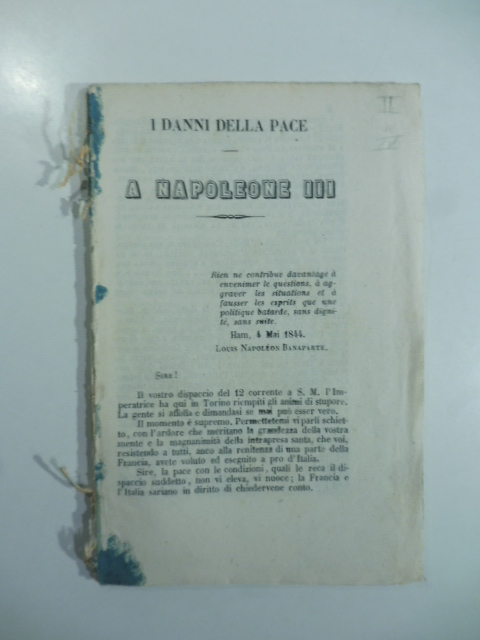 II
IV
I DANNI DELLA PACE
A NAPOLEONE III
Rien ne contribue davantage à
envenimer le questions, à ag-
graver les situations et à
fausser les esprits que une
politique batarde, sans digni-
té, sans suite.
Ham, 4 Mai 1844.
LOUIS NAPOLÉON BANAPARTE.
SIRE!
Il vostro dispaccio del 12 corrente a S. M. l'Im-
peratrice ha qui in Torino riempiti gli animi di stupore.
La gente si affolla e dimandasi se mai può esser vero.
Il momento è supremo. Permettetemi vi parli schiet-
to, con l'ardore che meritano la grandezza della vostra
mente e la magnanimità della intrapresa santa, che voi,
resistendo a tutti, anco alla renitenza di una parte della
Francia, avete voluto ed eseguito a pro d'Italia.
Sire, la pace con le condizioni, quali le reca il di-
spaccio suddetto, non vi eleva, vi nuoce; la Francia e
l'Italia sariano in diritto di chiedervene conto.